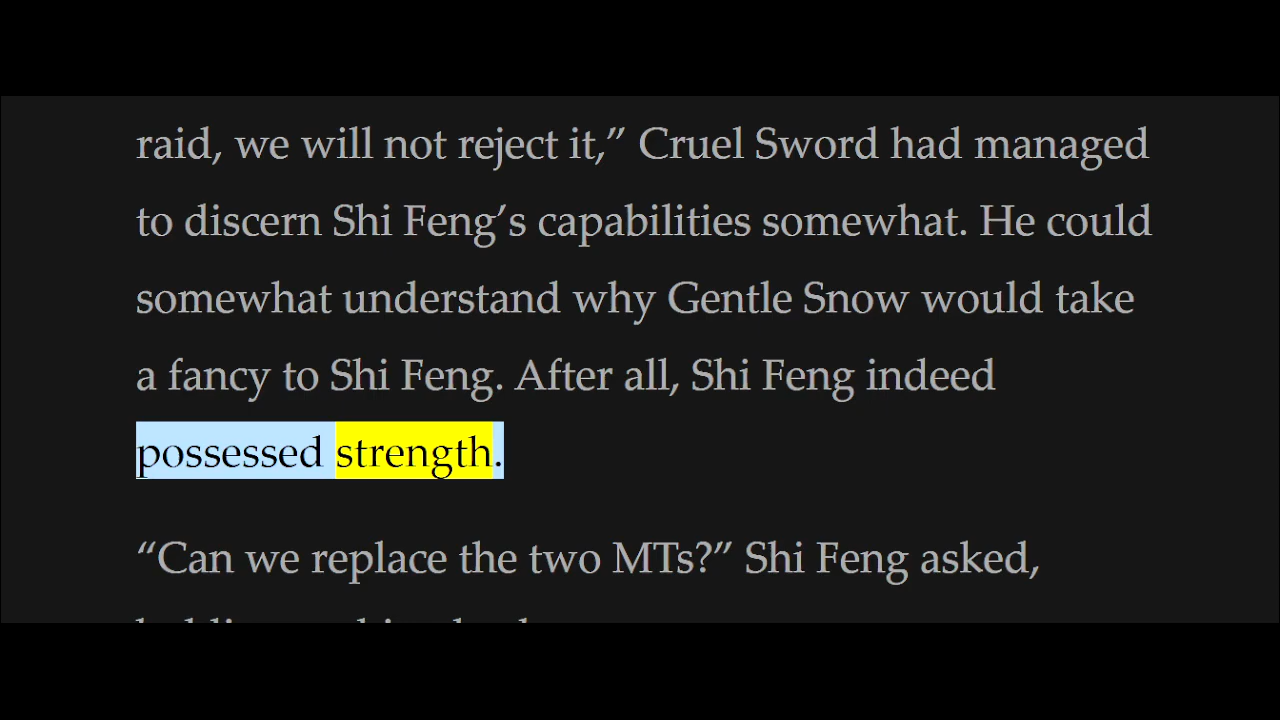 raid, we will not reject it,” Cruel Sword had managed
to discern Shi Feng’s capabilities somewhat. He could
somewhat understand why Gentle Snow would take
a fancy to Shi Feng. After all, Shi Feng indeed
possessed strength.
“Can we replace the two MTs?” Shi Feng asked,